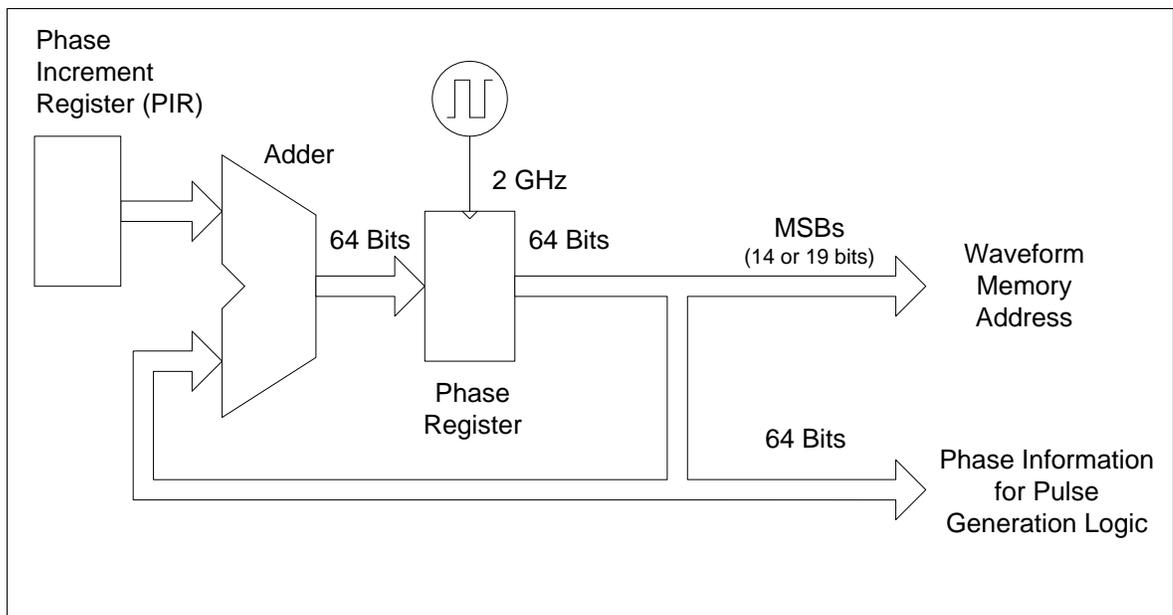 Phase
Increment
Register (PIR)
Adder
2 GHz
64 Bits
64 Bits
MSBs
(14 or 19 bits)
Waveform
Memory
Address
Phase
Register
64 Bits
Phase Information
for Pulse
Generation Logic